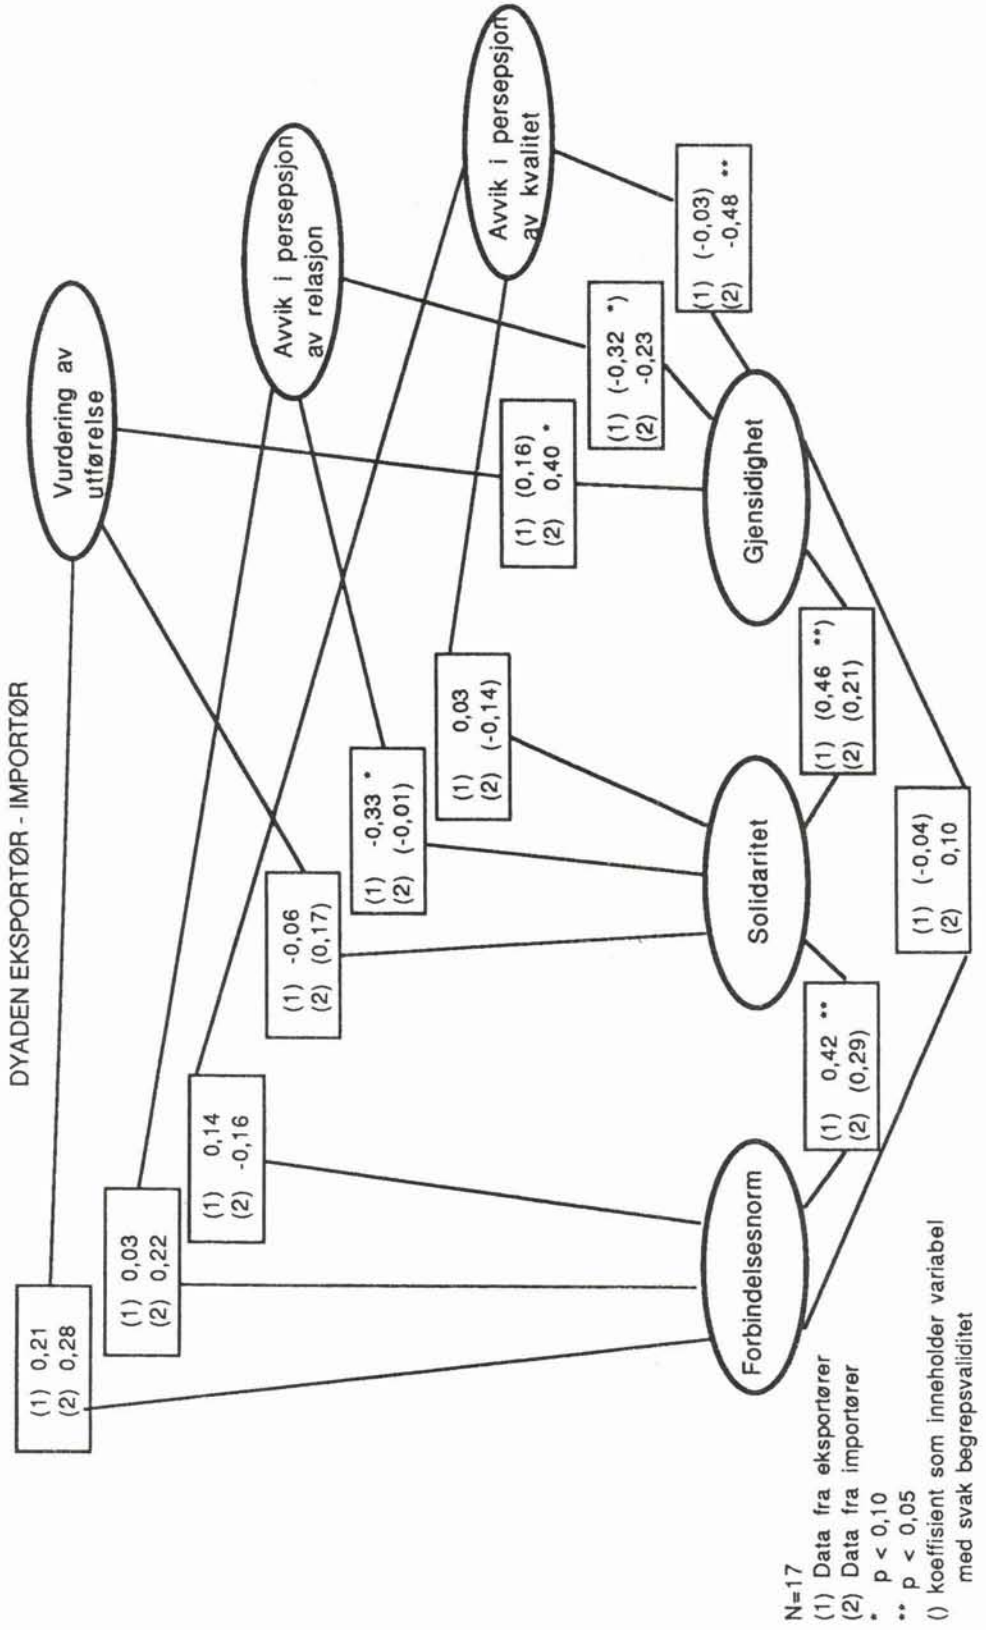 DYADEN EKSPORTØR - IMPORTØR
Vurdering av
utførelse
Avvik i persepsjon
av relasjon
Avvik i persepsjon
av kvalitet
(1) 0,21
(2) 0,28
(1) 0,03
(2) 0,22
(1) 0,14
(2) -0,16
(1) -0,06
(2) (0,17)
(1) -0,33 *
(2) (-0,01)
(1) 0,03
(2) (-0,14)
(1) (0,16)
(2) 0,40 *
(1) (-0,32 *)
(2) -0,23
(1) (-0,03)
(2) -0,48 **
Forbindelsesnorm
Solidaritet
Gjensidighet
(1) 0,42 **
(2) (0,29)
(1) (0,46 **)
(2) (0,21)
(1) (-0,04)
(2) 0,10
N=17
(1) Data fra eksportører
(2) Data fra importører
* p < 0,10
** p < 0,05
() koeffisient som inneholder variabel
med svak begrepsvaliditet